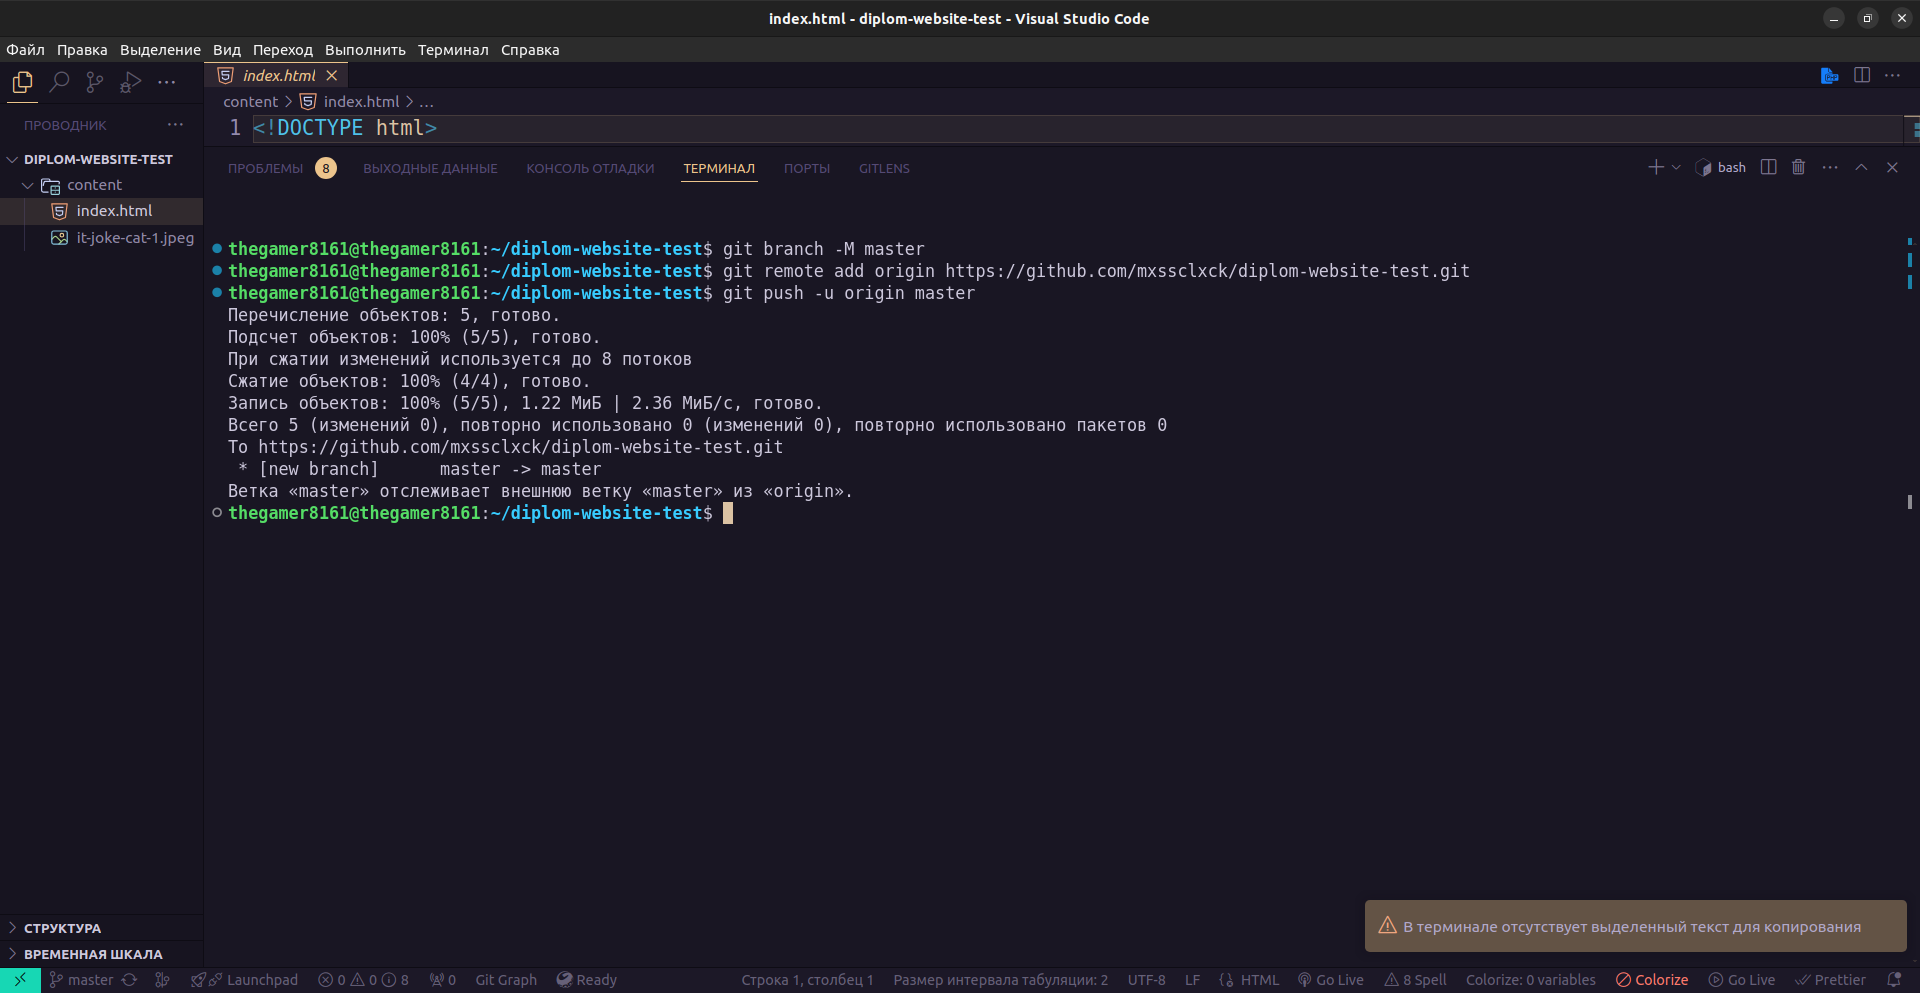 index.html - diplom-website-test - Visual Studio Code
Файл Правка Выделение Вид Переход Выполнить Терминал Справка
index.html
ПРОВОДНИК
content > index.html > ...
1 <!DOCTYPE html>
DIPLOM-WEBSITE-TEST
content
index.html
it-joke-cat-1.jpeg
ПРОБЛЕМЫ 8 ВЫХОДНЫЕ ДАННЫЕ КОНСОЛЬ ОТЛАДКИ ТЕРМИНАЛ ПОРТЫ GITLENS bash
thegamer8161@thegamer8161:~/diplom-website-test$ git branch -M master
thegamer8161@thegamer8161:~/diplom-website-test$ git remote add origin https://github.com/mxssclxck/diplom-website-test.git
thegamer8161@thegamer8161:~/diplom-website-test$ git push -u origin master
Перечисление объектов: 5, готово.
Подсчет объектов: 100% (5/5), готово.
При сжатии изменений используется до 8 потоков
Сжатие объектов: 100% (4/4), готово.
Запись объектов: 100% (5/5), 1.22 МиБ | 2.36 МиБ/с, готово.
Всего 5 (изменений 0), повторно использовано 0 (изменений 0), повторно использовано пакетов 0
To https://github.com/mxssclxck/diplom-website-test.git
* [new branch] master -> master
Ветка «master» отслеживает внешнюю ветку «master» из «origin».
thegamer8161@thegamer8161:~/diplom-website-test$
СТРУКТУРА
ВРЕМЕННАЯ ШКАЛА
В терминале отсутствует выделенный текст для копирования
master Launchpad 0 0 8 0 Git Graph Ready Строка 1, столбец 1 Размер интервала табуляции: 2 UTF-8 LF HTML Go Live 8 Spell Colorize: 0 variables Colorize Go Live Prettier